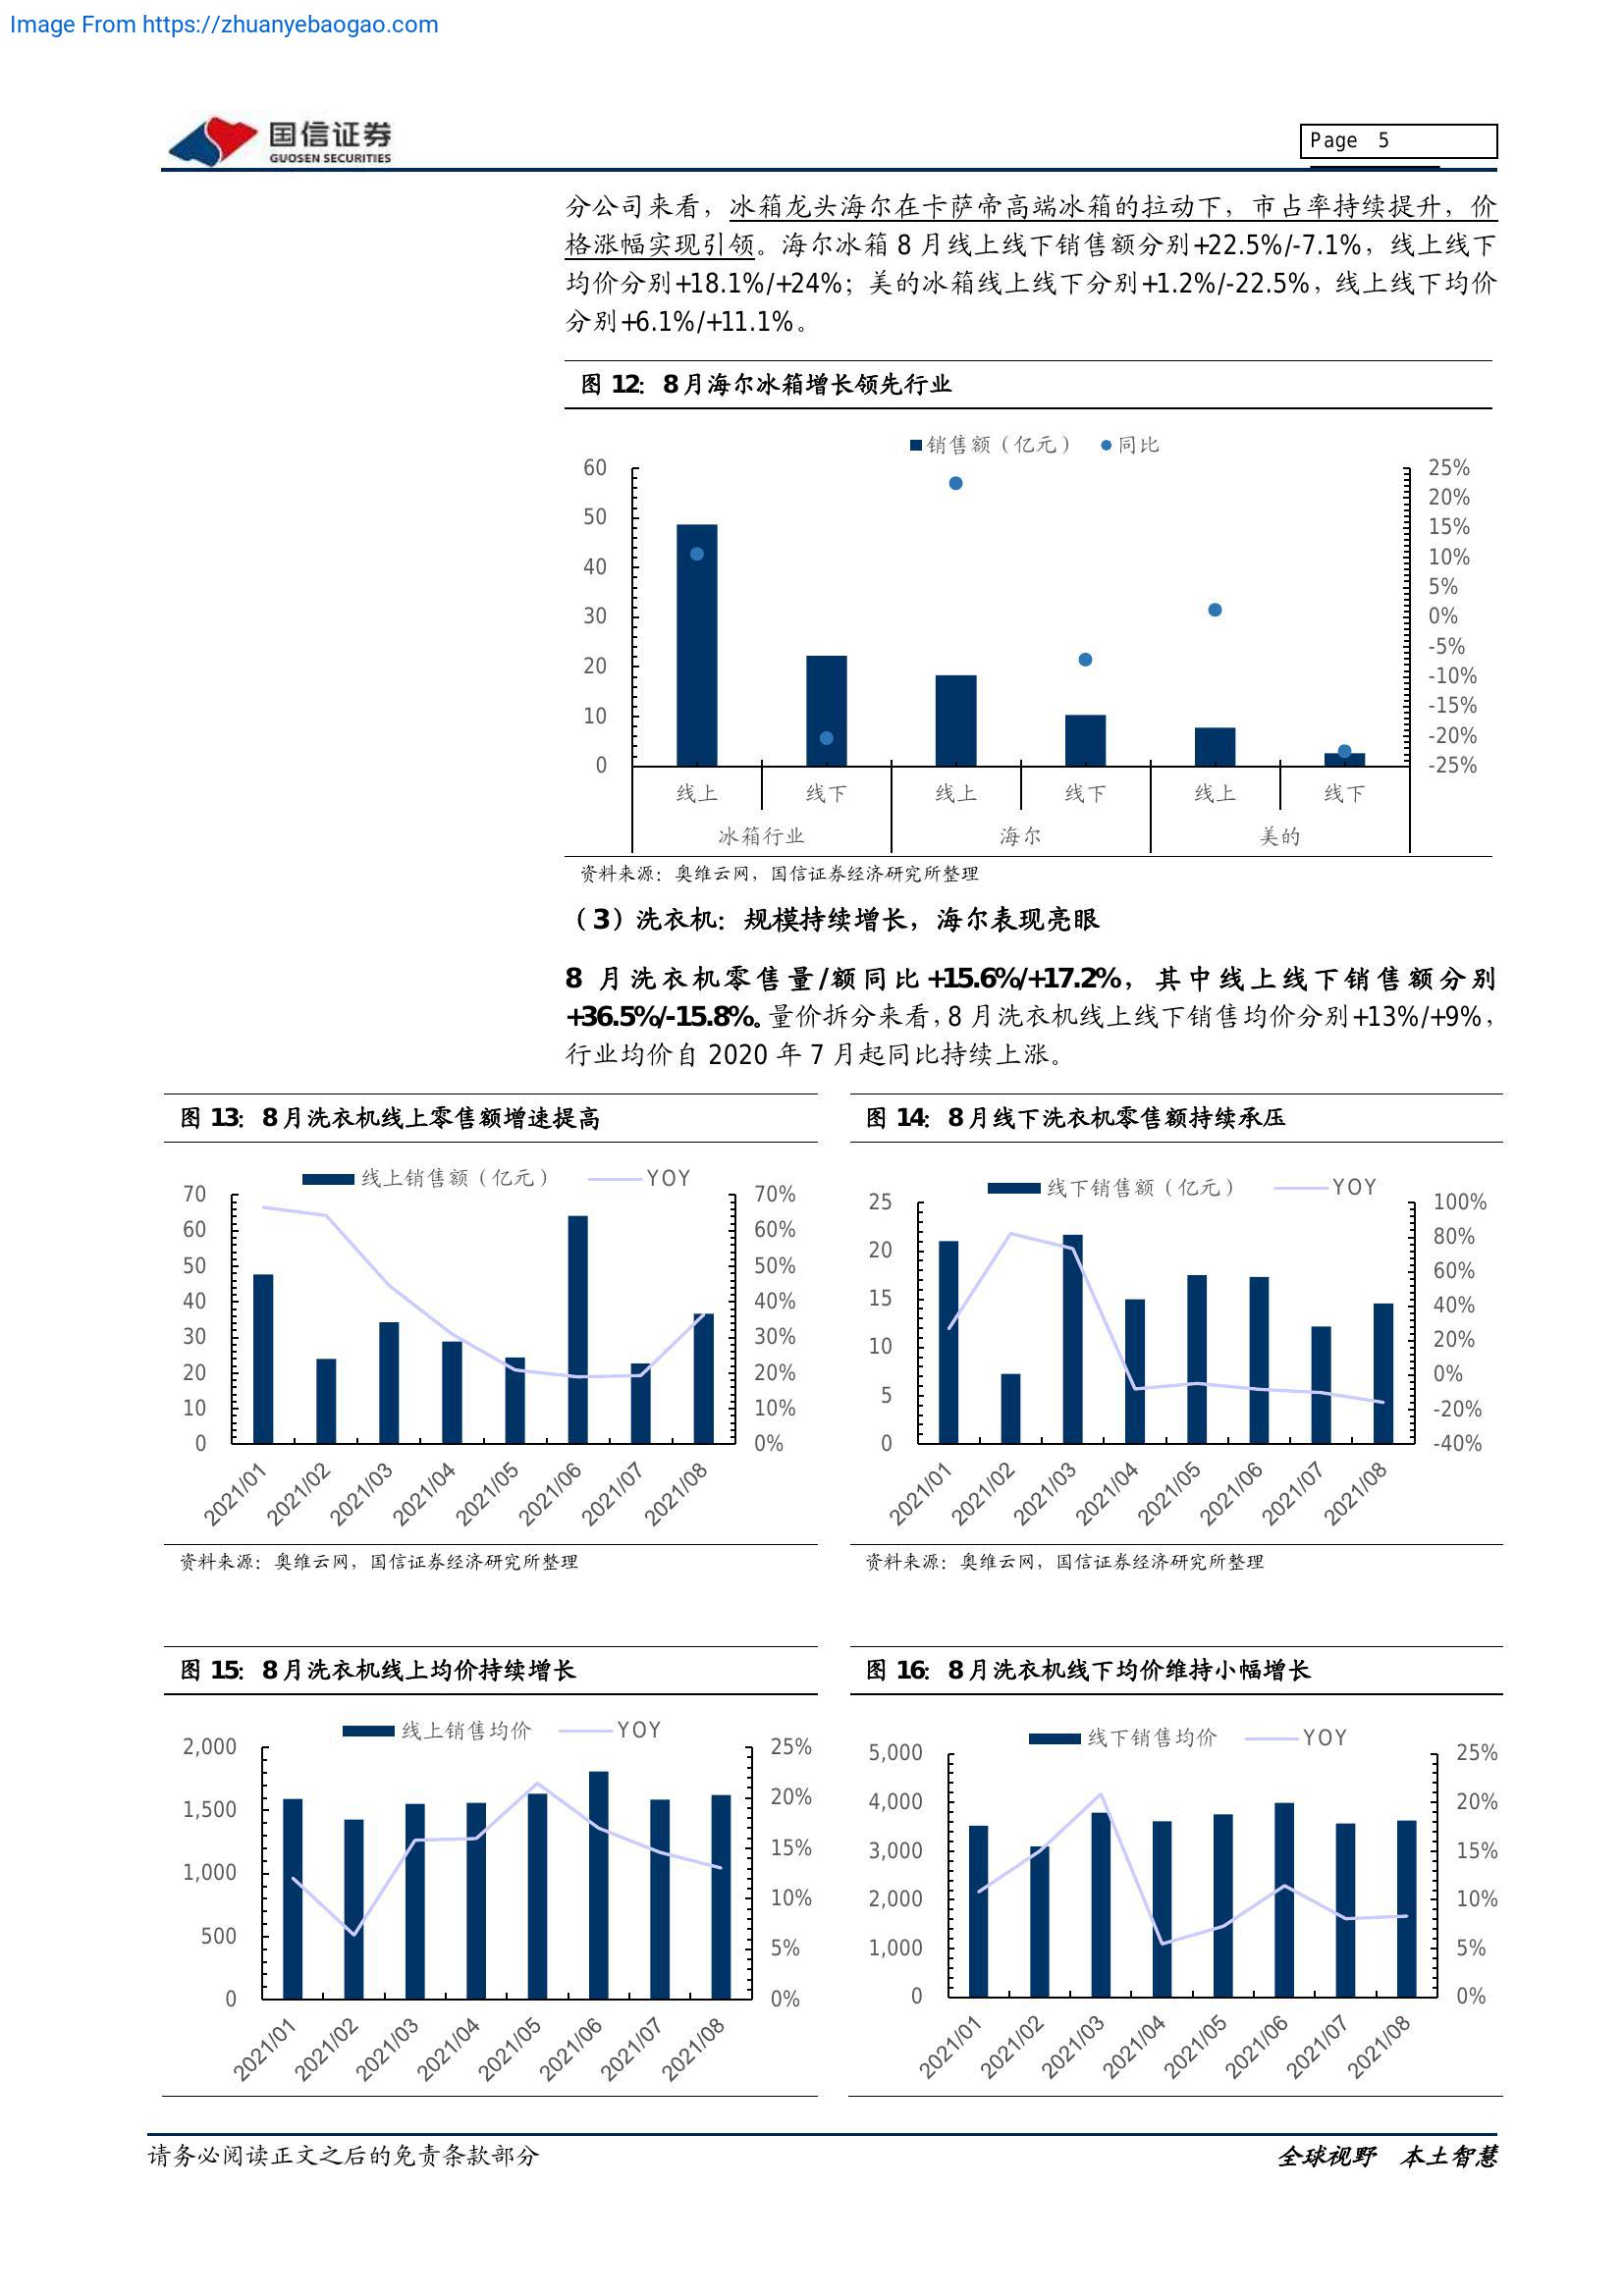 Image From https://zhuanyebaogao.com
国信证券
GUOSEN SECURITIES
Page 5
分公司来看，冰箱龙头海尔在卡萨帝高端冰箱的拉动下，市占率持续提升，价
格涨幅实现引领。海尔冰箱 8 月线上线下销售额分别+22.5%/-7.1%，线上线下
均价分别+18.1%/+24%；美的冰箱线上线下分别+1.2%/-22.5%，线上线下均价
分别+6.1%/+11.1%。
图 12：8 月海尔冰箱增长领先行业
销售额（亿元） 同比
60
50
40
30
20
10
0
25%
20%
15%
10%
5%
0%
-5%
-10%
-15%
-20%
-25%
线上 线下 线上 线下 线上 线下
冰箱行业 海尔 美的
资料来源：奥维云网，国信证券经济研究所整理
（3）洗衣机：规模持续增长，海尔表现亮眼
8 月洗衣机零售量/额同比+15.6%/+17.2%，其中线上线下销售额分别
+36.5%/-15.8%。量价拆分来看，8 月洗衣机线上线下销售均价分别+13%/+9%，
行业均价自 2020 年 7 月起同比持续上涨。
图 13：8 月洗衣机线上零售额增速提高
线上销售额（亿元） YOY
70
60
50
40
30
20
10
0
70%
60%
50%
40%
30%
20%
10%
0%
2021/01 2021/02 2021/03 2021/04 2021/05 2021/06 2021/07 2021/08
资料来源：奥维云网，国信证券经济研究所整理
图 14：8 月线下洗衣机零售额持续承压
线下销售额（亿元） YOY
25
20
15
10
5
0
100%
80%
60%
40%
20%
0%
-20%
-40%
2021/01 2021/02 2021/03 2021/04 2021/05 2021/06 2021/07 2021/08
资料来源：奥维云网，国信证券经济研究所整理
图 15：8 月洗衣机线上均价持续增长
线上销售均价 YOY
2,000
1,500
1,000
500
0
25%
20%
15%
10%
5%
0%
2021/01 2021/02 2021/03 2021/04 2021/05 2021/06 2021/07 2021/08
图 16：8 月洗衣机线下均价维持小幅增长
线下销售均价 YOY
5,000
4,000
3,000
2,000
1,000
0
25%
20%
15%
10%
5%
0%
2021/01 2021/02 2021/03 2021/04 2021/05 2021/06 2021/07 2021/08
请务必阅读正文之后的免责条款部分
全球视野 本土智慧